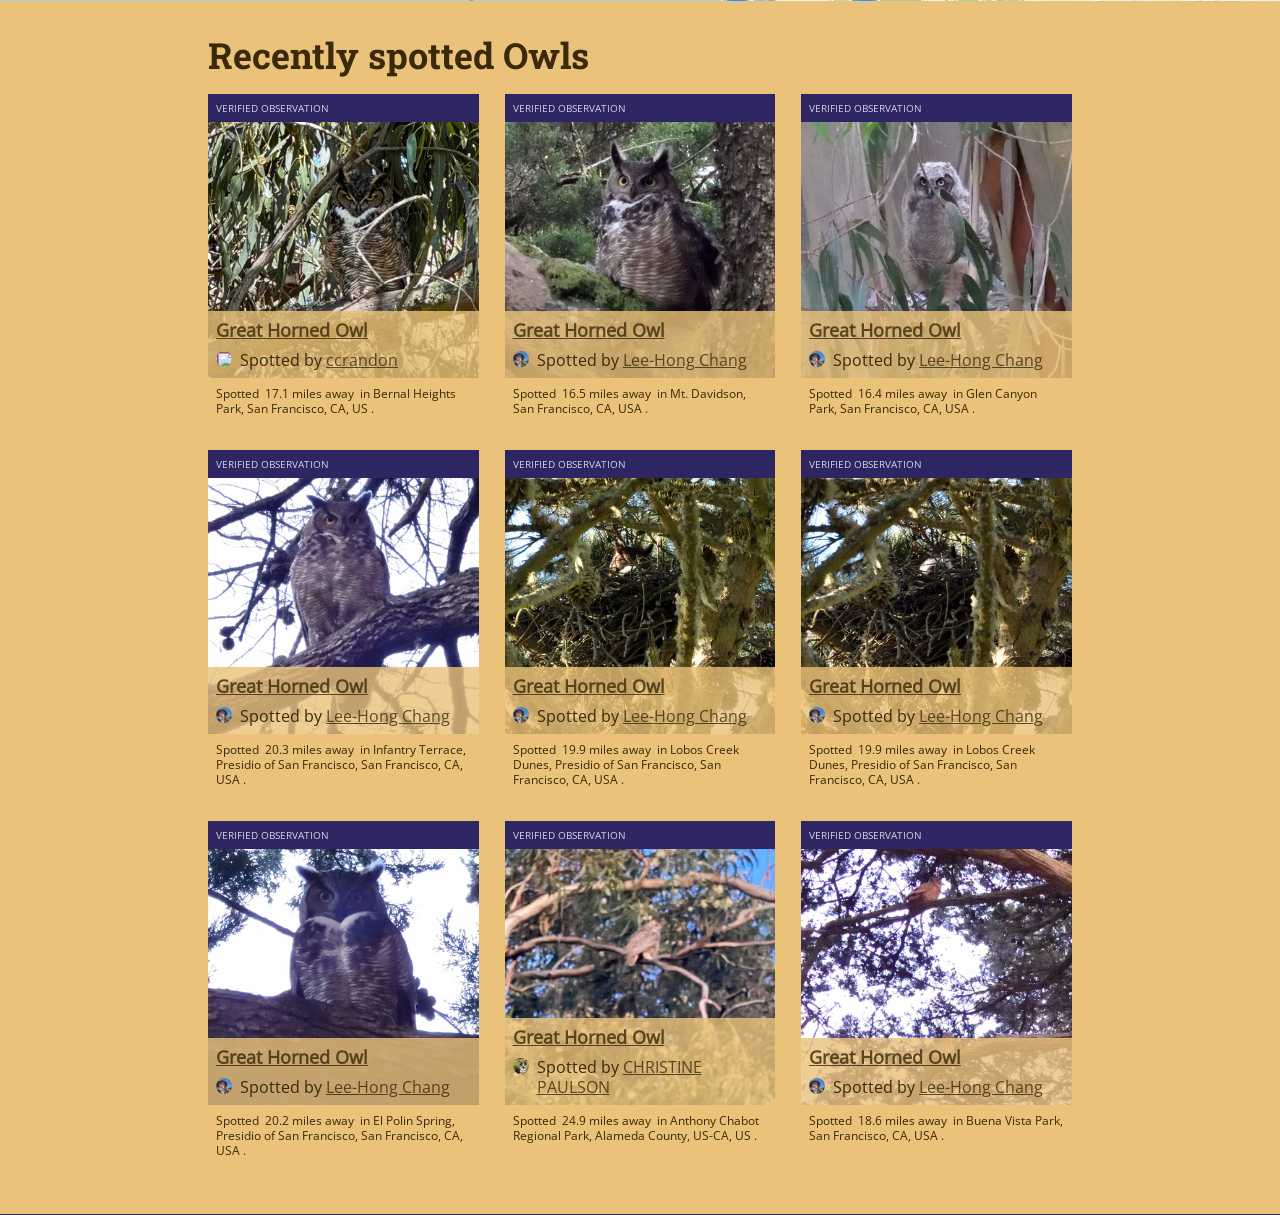 Recently spotted Owls
VERIFIED OBSERVATION
Great Horned Owl
Spotted by ccrandon
Spotted 17.1 miles away in Bernal Heights
Park, San Francisco, CA, US .
VERIFIED OBSERVATION
Great Horned Owl
Spotted by Lee-Hong Chang
Spotted 16.5 miles away in Mt. Davidson,
San Francisco, CA, USA .
VERIFIED OBSERVATION
Great Horned Owl
Spotted by Lee-Hong Chang
Spotted 16.4 miles away in Glen Canyon
Park, San Francisco, CA, USA .
VERIFIED OBSERVATION
Great Horned Owl
Spotted by Lee-Hong Chang
Spotted 20.3 miles away in Infantry Terrace,
Presidio of San Francisco, San Francisco, CA,
USA .
VERIFIED OBSERVATION
Great Horned Owl
Spotted by Lee-Hong Chang
Spotted 19.9 miles away in Lobos Creek
Dunes, Presidio of San Francisco, San
Francisco, CA, USA .
VERIFIED OBSERVATION
Great Horned Owl
Spotted by Lee-Hong Chang
Spotted 19.9 miles away in Lobos Creek
Dunes, Presidio of San Francisco, San
Francisco, CA, USA .
VERIFIED OBSERVATION
Great Horned Owl
Spotted by Lee-Hong Chang
Spotted 20.2 miles away in El Polin Spring,
Presidio of San Francisco, San Francisco, CA,
USA .
VERIFIED OBSERVATION
Great Horned Owl
Spotted by CHRISTINE
PAULSON
Spotted 24.9 miles away in Anthony Chabot
Regional Park, Alameda County, US-CA, US .
VERIFIED OBSERVATION
Great Horned Owl
Spotted by Lee-Hong Chang
Spotted 18.6 miles away in Buena Vista Park,
San Francisco, CA, USA .